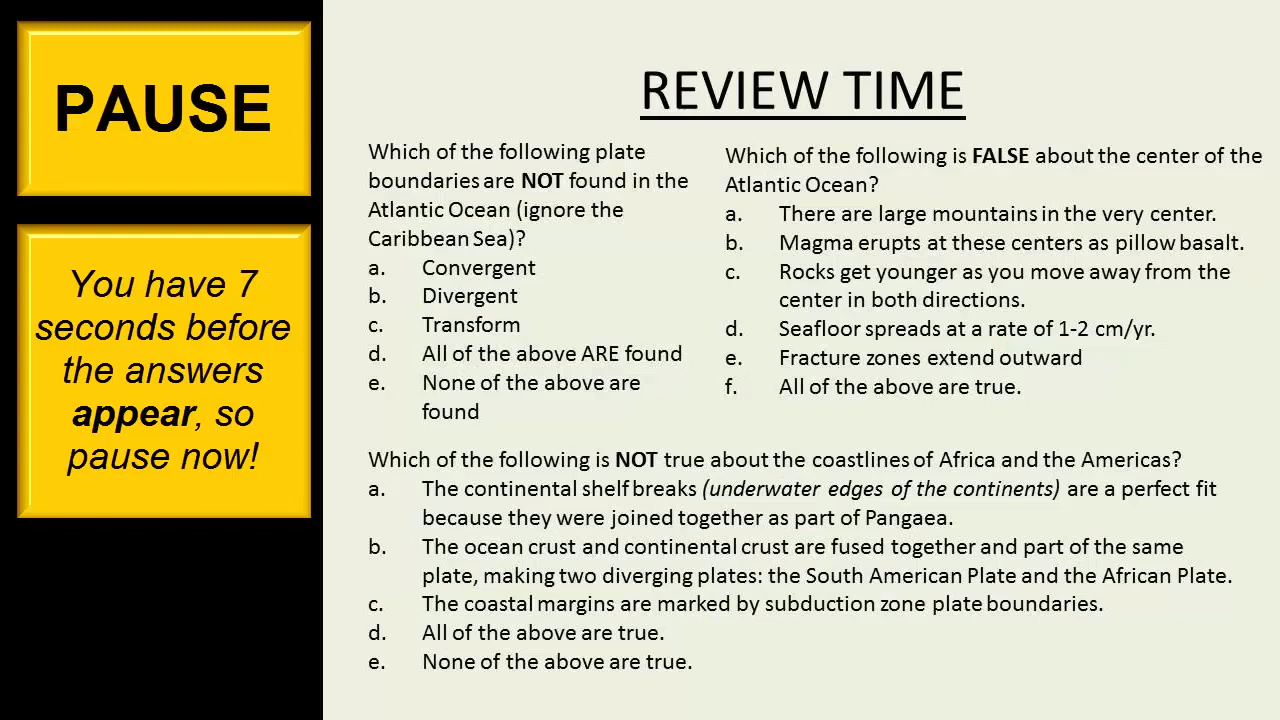 PAUSE
You have 7
seconds before
the answers
appear, so
pause now!
REVIEW TIME
Which of the following plate
boundaries are NOT found in the
Atlantic Ocean (ignore the
Caribbean Sea)?
a. Convergent
b. Divergent
c. Transform
d. All of the above ARE found
e. None of the above are
found
Which of the following is FALSE about the center of the
Atlantic Ocean?
a. There are large mountains in the very center.
b. Magma erupts at these centers as pillow basalt.
c. Rocks get younger as you move away from the
center in both directions.
d. Seafloor spreads at a rate of 1-2 cm/yr.
e. Fracture zones extend outward
f. All of the above are true.
Which of the following is NOT true about the coastlines of Africa and the Americas?
a. The continental shelf breaks (underwater edges of the continents) are a perfect fit
because they were joined together as part of Pangaea.
b. The ocean crust and continental crust are fused together and part of the same
plate, making two diverging plates: the South American Plate and the African Plate.
c. The coastal margins are marked by subduction zone plate boundaries.
d. All of the above are true.
e. None of the above are true.